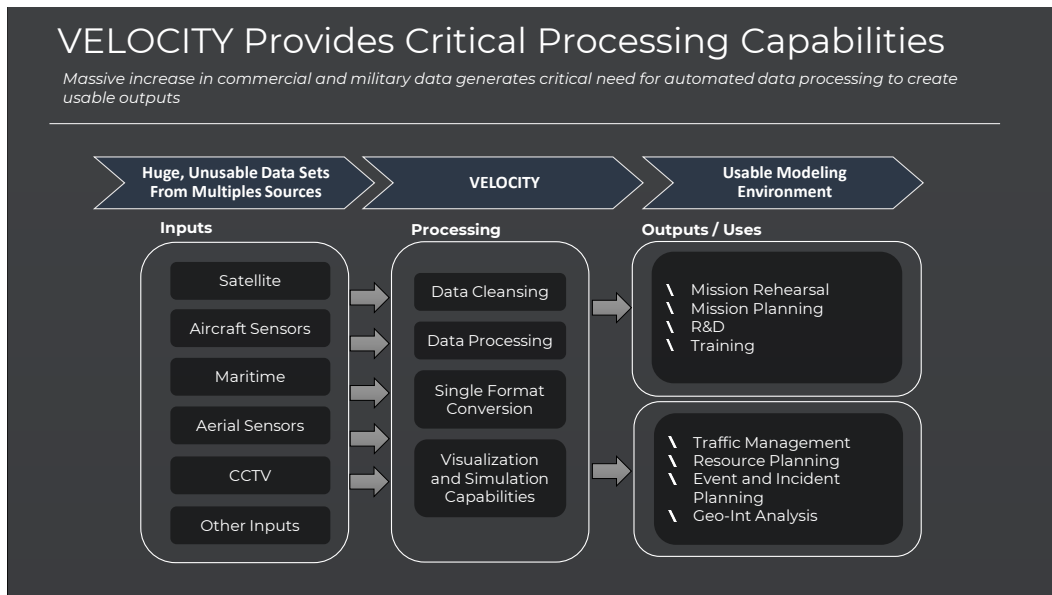 VELOCITY Provides Critical Processing Capabilities
Massive increase in commercial and military data generates critical need for automated data processing to create
usable outputs
Huge, Unusable Data Sets
From Multiples Sources
VELOCITY
Usable Modeling
Environment
Inputs
Satellite
Aircraft Sensors
Maritime
Aerial Sensors
CCTV
Other Inputs
Processing
Data Cleansing
Data Processing
Single Format
Conversion
Visualization
and Simulation
Capabilities
Outputs / Uses
\ Mission Rehearsal
\ Mission Planning
\ R&D
\ Training
\ Traffic Management
\ Resource Planning
\ Event and Incident
Planning
\ Geo-Int Analysis